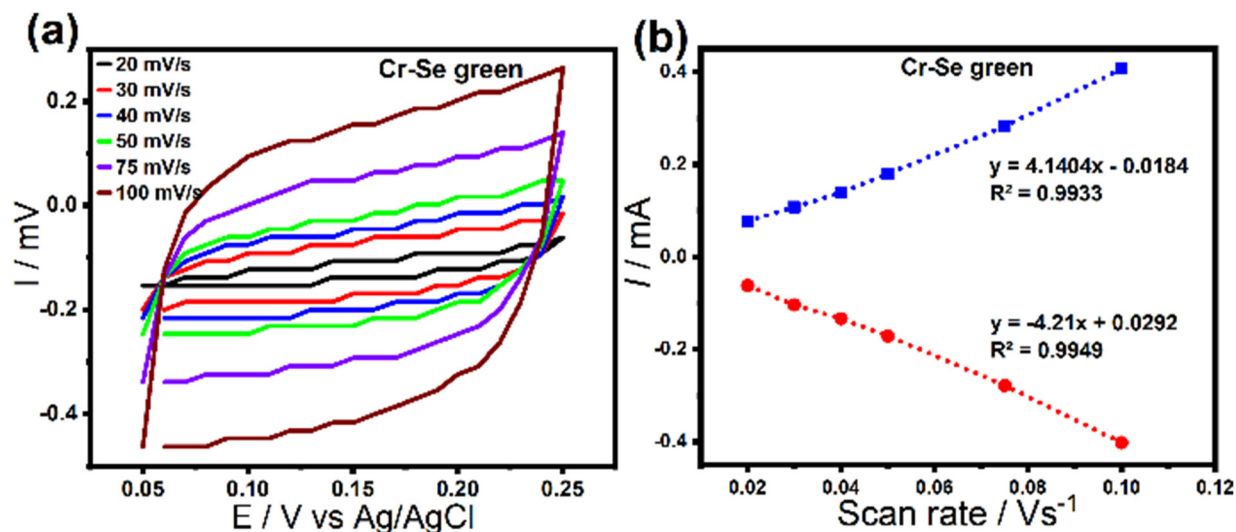 (a)
Cr-Se green
20 mV/s
30 mV/s
40 mV/s
50 mV/s
75 mV/s
100 mV/s
0.2
0.0
-0.2
-0.4
I / mV
0.05
0.10
0.15
0.20
0.25
E / V vs Ag/AgCl
(b)
Cr-Se green
0.4
0.2
0.0
-0.2
-0.4
I / mA
y = 4.1404x - 0.0184
R² = 0.9933
y = -4.21x + 0.0292
R² = 0.9949
0.02
0.04
0.06
0.08
0.10
0.12
Scan rate / Vs⁻¹